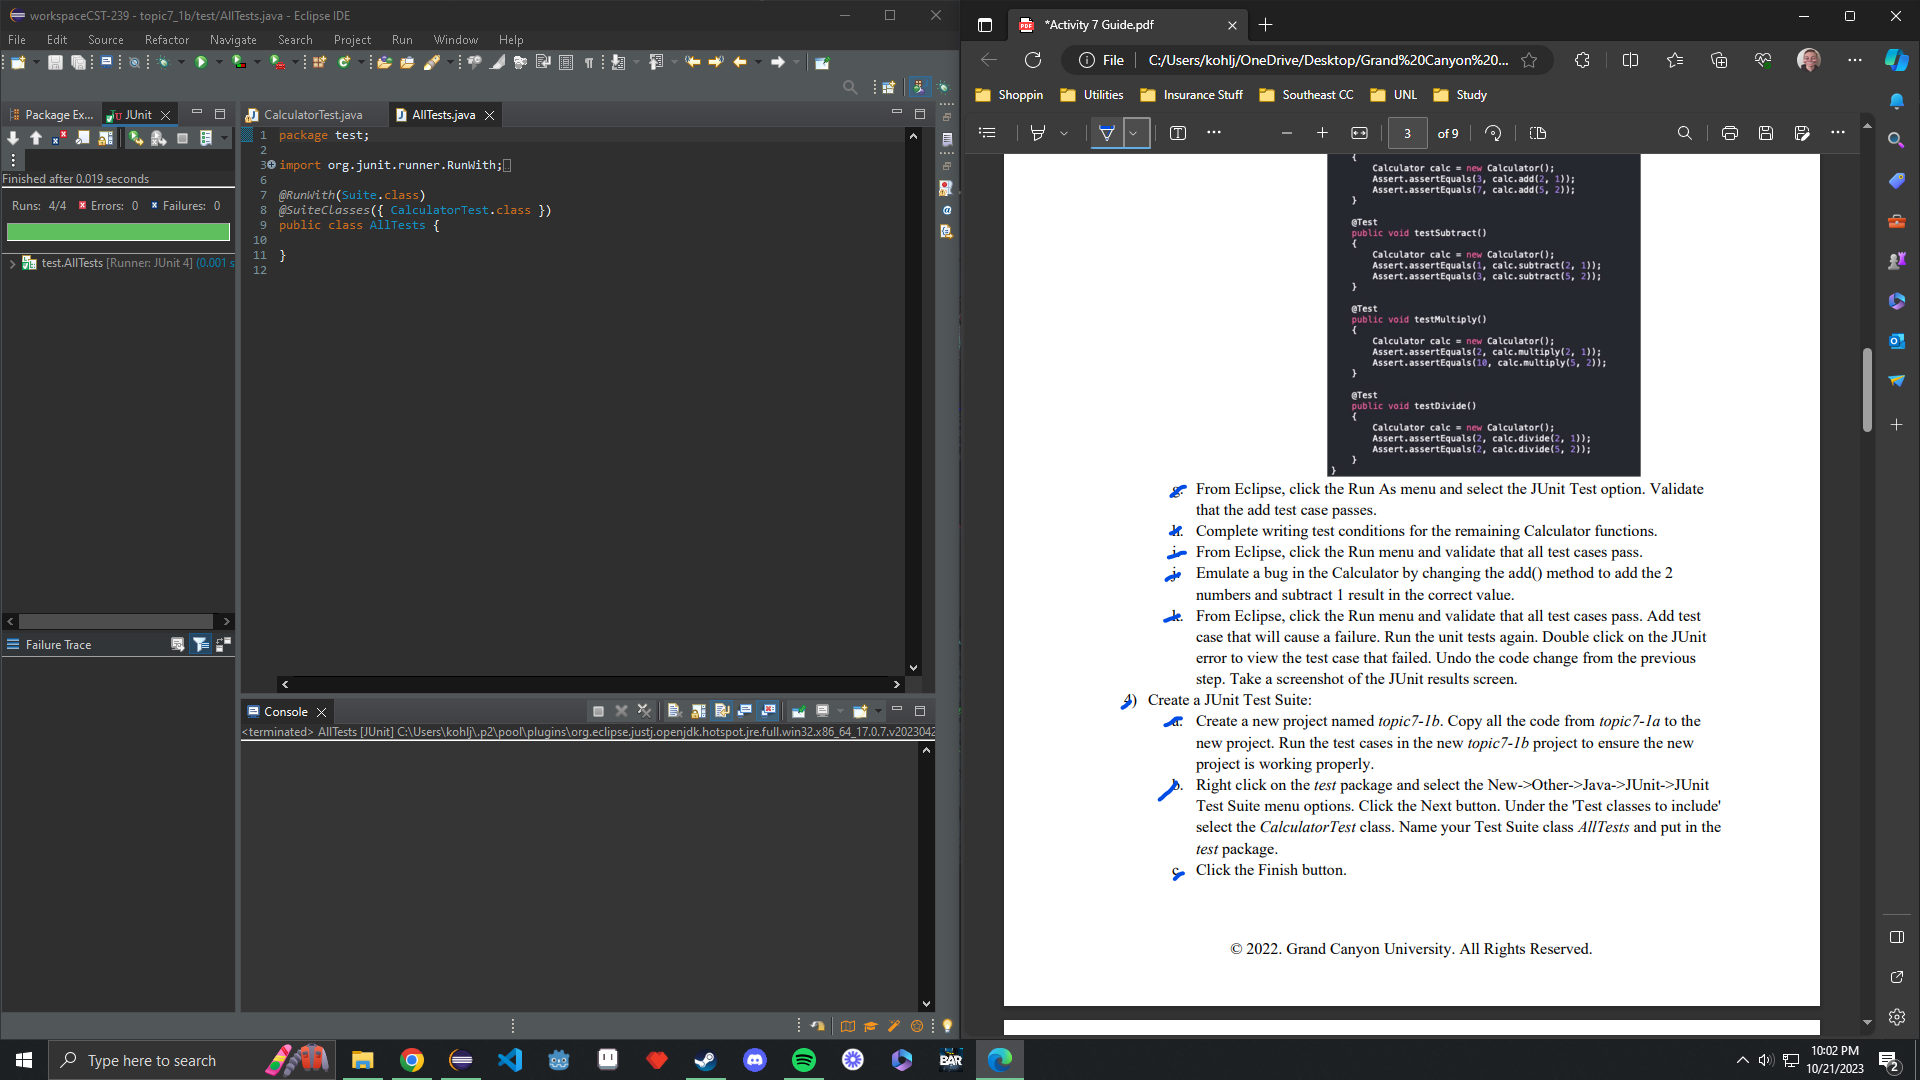 workspaceCST-239 - topic7_1b/test/AllTests.java - Eclipse IDE
File Edit Source Refactor Navigate Search Project Run Window Help
Package Ex... JUnit
Finished after 0.019 seconds
Runs: 4/4 Errors: 0 Failures: 0
test.AllTests [Runner: JUnit 4] (0.001 s
Failure Trace
CalculatorTest.java AllTests.java
1 package test;
2
3 import org.junit.runner.RunWith;
6
7 @RunWith(Suite.class)
8 @SuiteClasses({ CalculatorTest.class })
9 public class AllTests {
10
11 }
12
Console
<terminated> AllTests [JUnit] C:\Users\kohlj\.p2\pool\plugins\org.eclipse.justj.openjdk.hotspot.jre.full.win32.x86_64_17.0.7.v2023042
*Activity 7 Guide.pdf
File C:/Users/kohlj/OneDrive/Desktop/Grand%20Canyon%20...
Shoppin Utilities Insurance Stuff Southeast CC UNL Study
3 of 9
{
Calculator calc = new Calculator();
Assert.assertEquals(3, calc.add(2, 1));
Assert.assertEquals(7, calc.add(5, 2));
}
@Test
public void testSubtract()
{
Calculator calc = new Calculator();
Assert.assertEquals(1, calc.subtract(2, 1));
Assert.assertEquals(3, calc.subtract(5, 2));
}
@Test
public void testMultiply()
{
Calculator calc = new Calculator();
Assert.assertEquals(2, calc.multiply(2, 1));
Assert.assertEquals(10, calc.multiply(5, 2));
}
@Test
public void testDivide()
{
Calculator calc = new Calculator();
Assert.assertEquals(2, calc.divide(2, 1));
Assert.assertEquals(2, calc.divide(5, 2));
}
}
g. From Eclipse, click the Run As menu and select the JUnit Test option. Validate
that the add test case passes.
h. Complete writing test conditions for the remaining Calculator functions.
i. From Eclipse, click the Run menu and validate that all test cases pass.
j. Emulate a bug in the Calculator by changing the add() method to add the 2
numbers and subtract 1 result in the correct value.
k. From Eclipse, click the Run menu and validate that all test cases pass. Add test
case that will cause a failure. Run the unit tests again. Double click on the JUnit
error to view the test case that failed. Undo the code change from the previous
step. Take a screenshot of the JUnit results screen.
4) Create a JUnit Test Suite:
a. Create a new project named topic7-1b. Copy all the code from topic7-1a to the
new project. Run the test cases in the new topic7-1b project to ensure the new
project is working properly.
b. Right click on the test package and select the New->Other->Java->JUnit->JUnit
Test Suite menu options. Click the Next button. Under the 'Test classes to include'
select the CalculatorTest class. Name your Test Suite class AllTests and put in the
test package.
c. Click the Finish button.
© 2022. Grand Canyon University. All Rights Reserved.
Type here to search
BAR
10:02 PM
10/21/2023
2